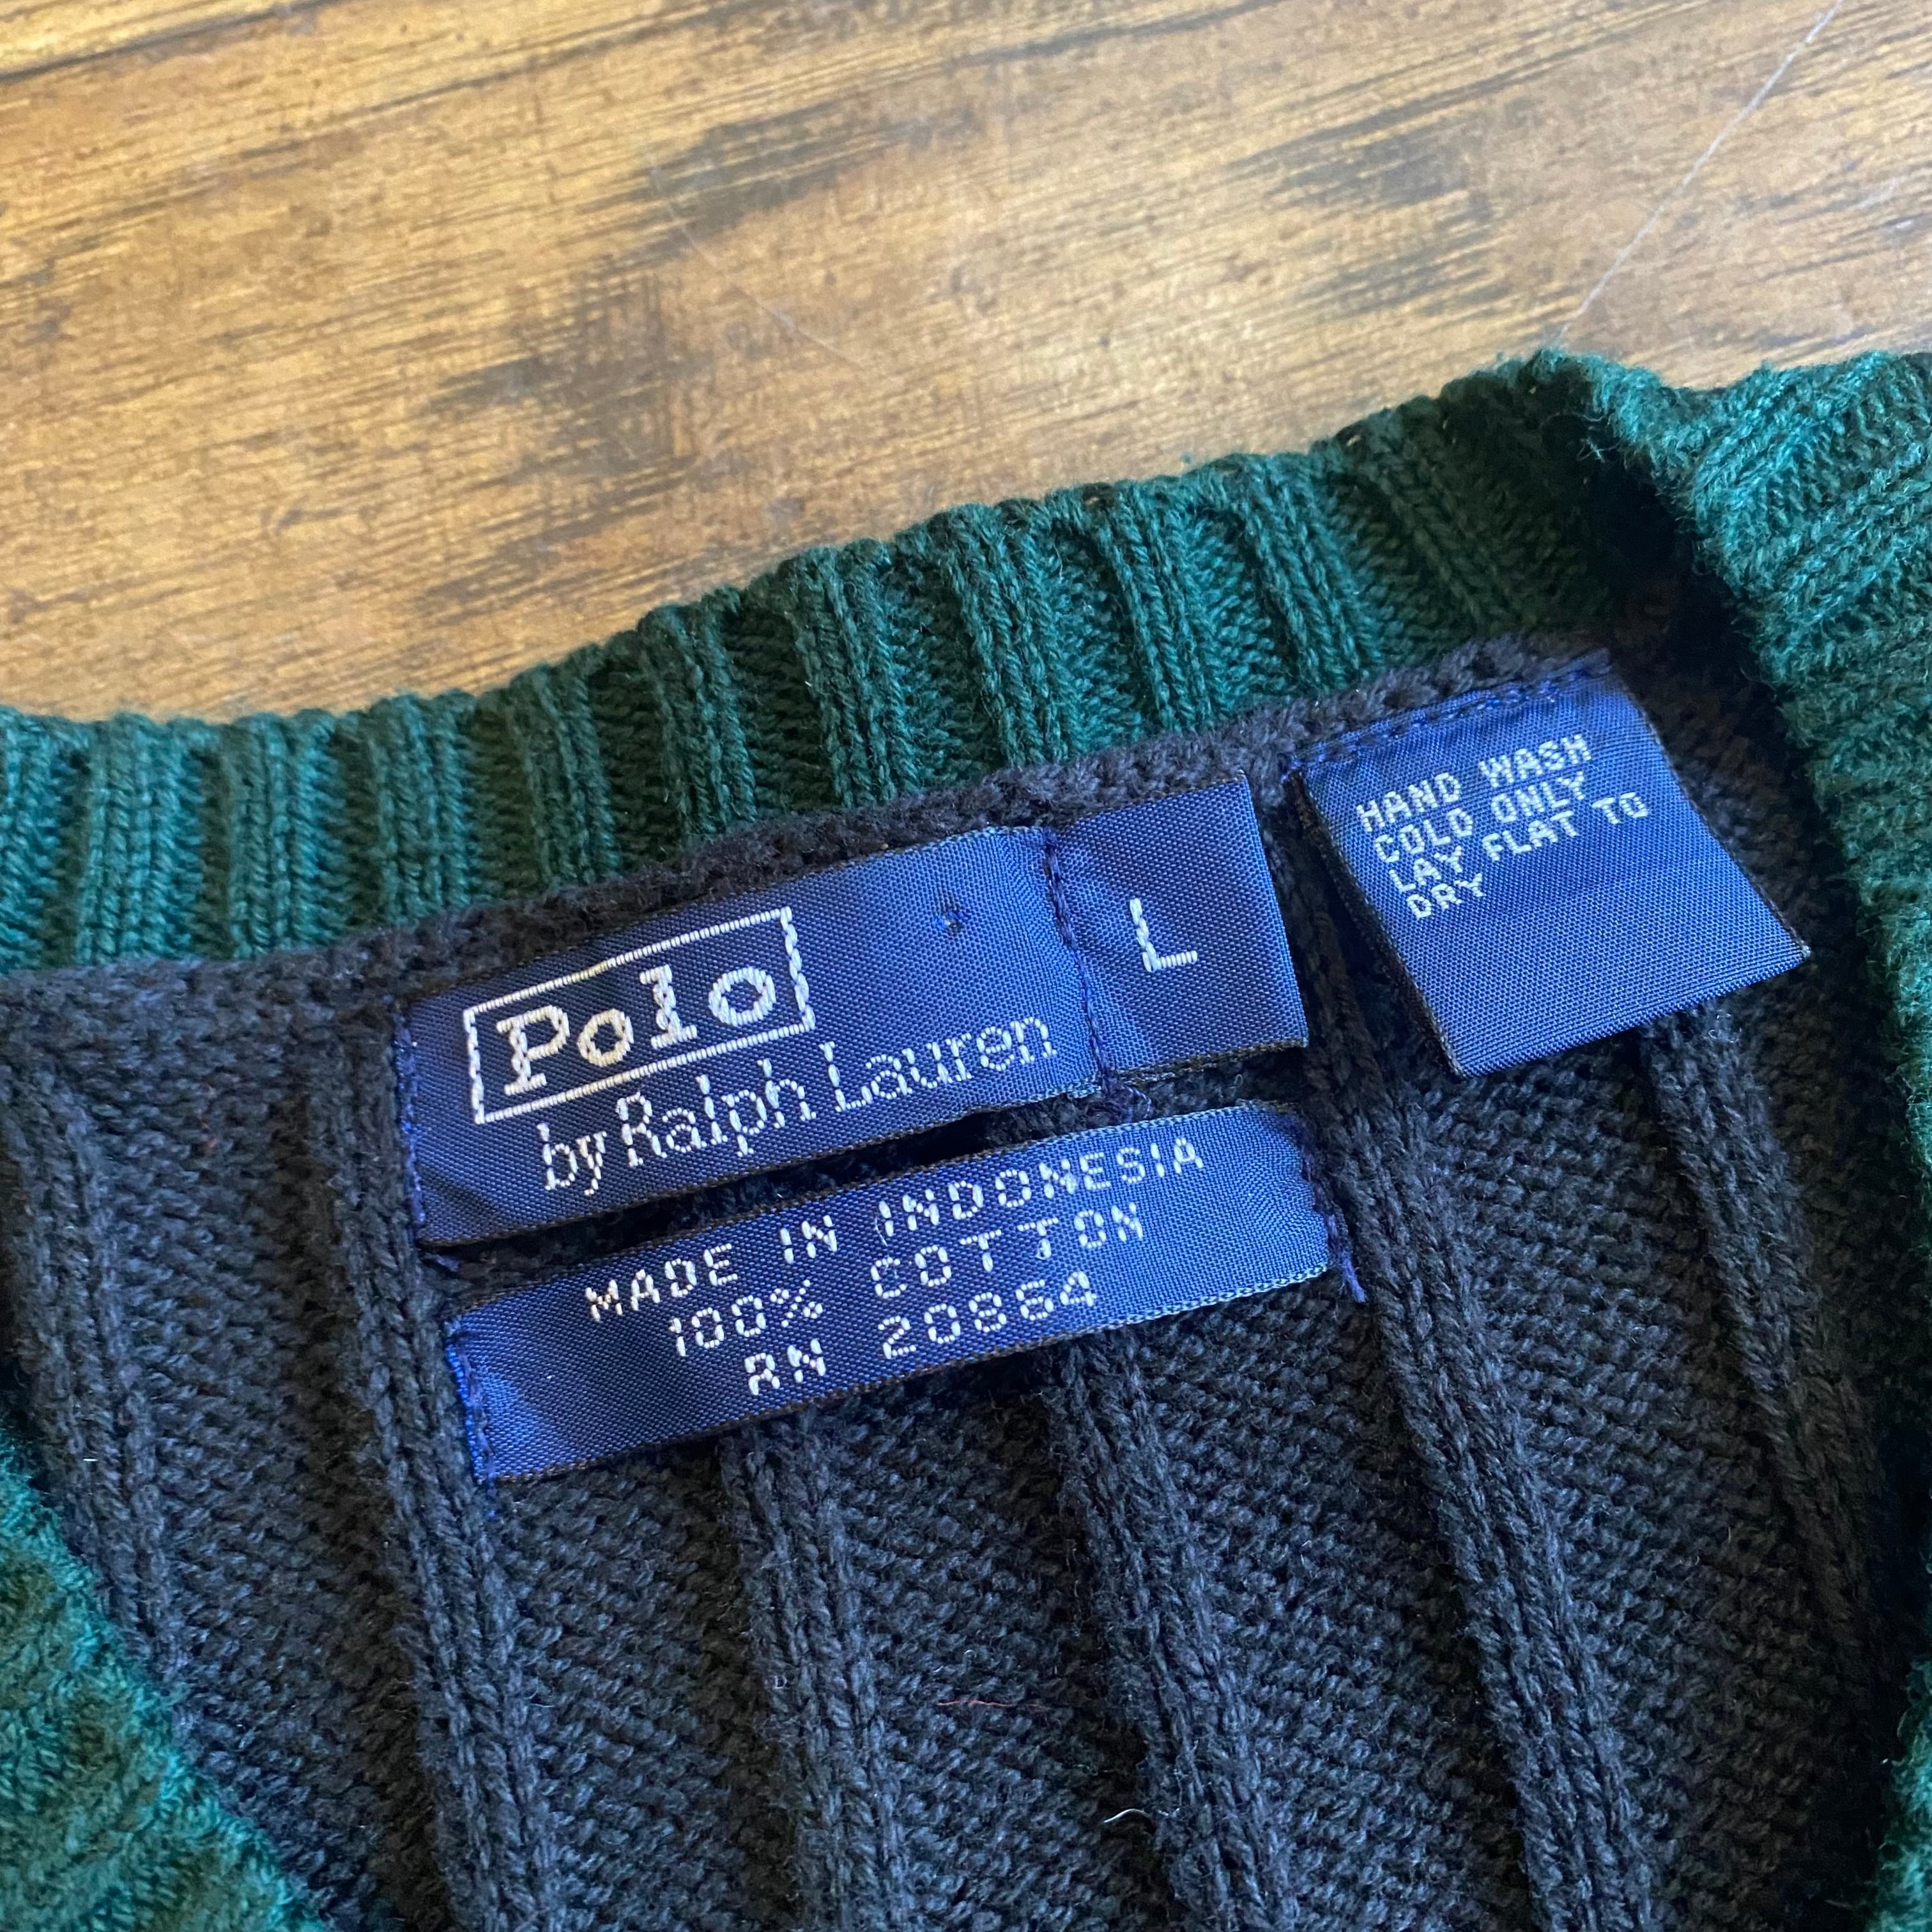 Polo
by Ralph Lauren
L
HAND WASH
COLD ONLY
LAY FLAT TO
DRY
MADE IN INDONESIA
100% COTTON
RN 20864